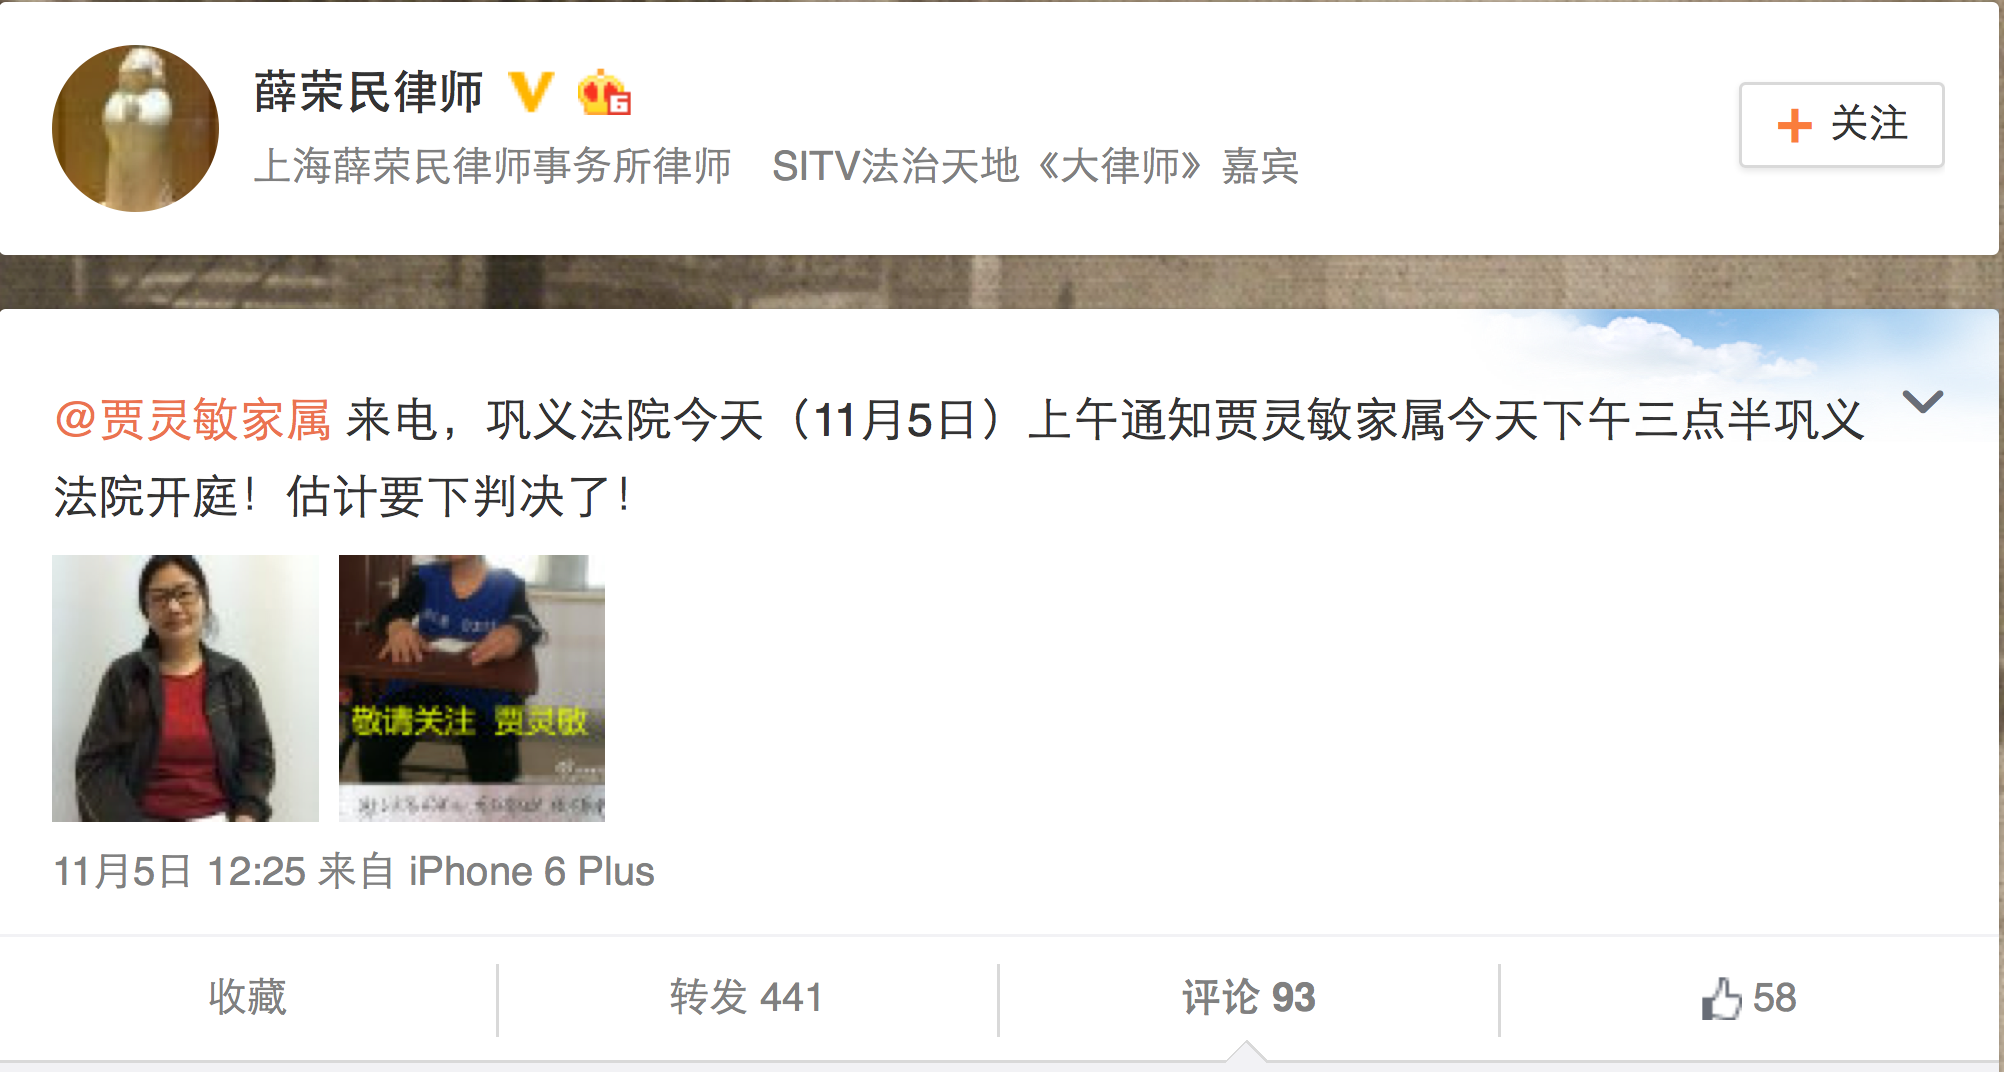 薛荣民律师
6
上海薛荣民律师事务所律师 SITV法治天地《大律师》嘉宾
+ 关注
@贾灵敏家属 来电，巩义法院今天（11月5日）上午通知贾灵敏家属今天下午三点半巩义
法院开庭！估计要下判决了！
敬请关注 贾灵敏
11月5日 12:25 来自 iPhone 6 Plus
收藏
转发 441
评论 93
58